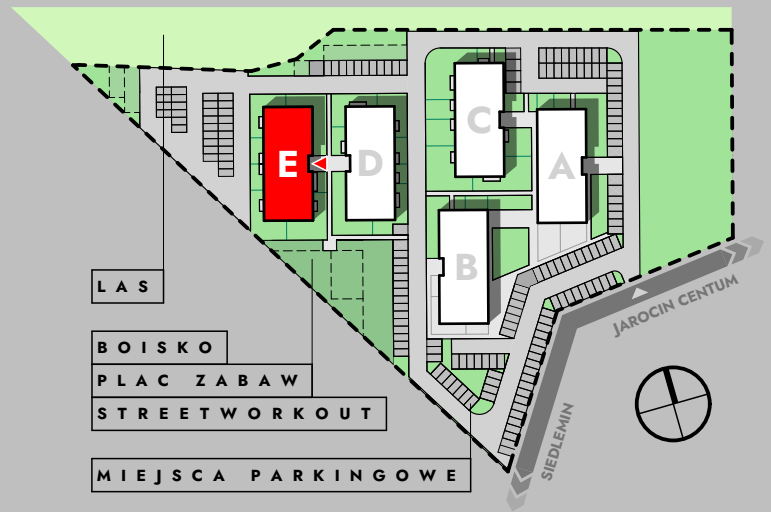 C
E
D
A
B
LAS
JAROCIN CENTUM
BOISKO
PLAC ZABAW
STREETWORKOUT
SIEDLEMIN
MIEJSCA PARKINGOWE